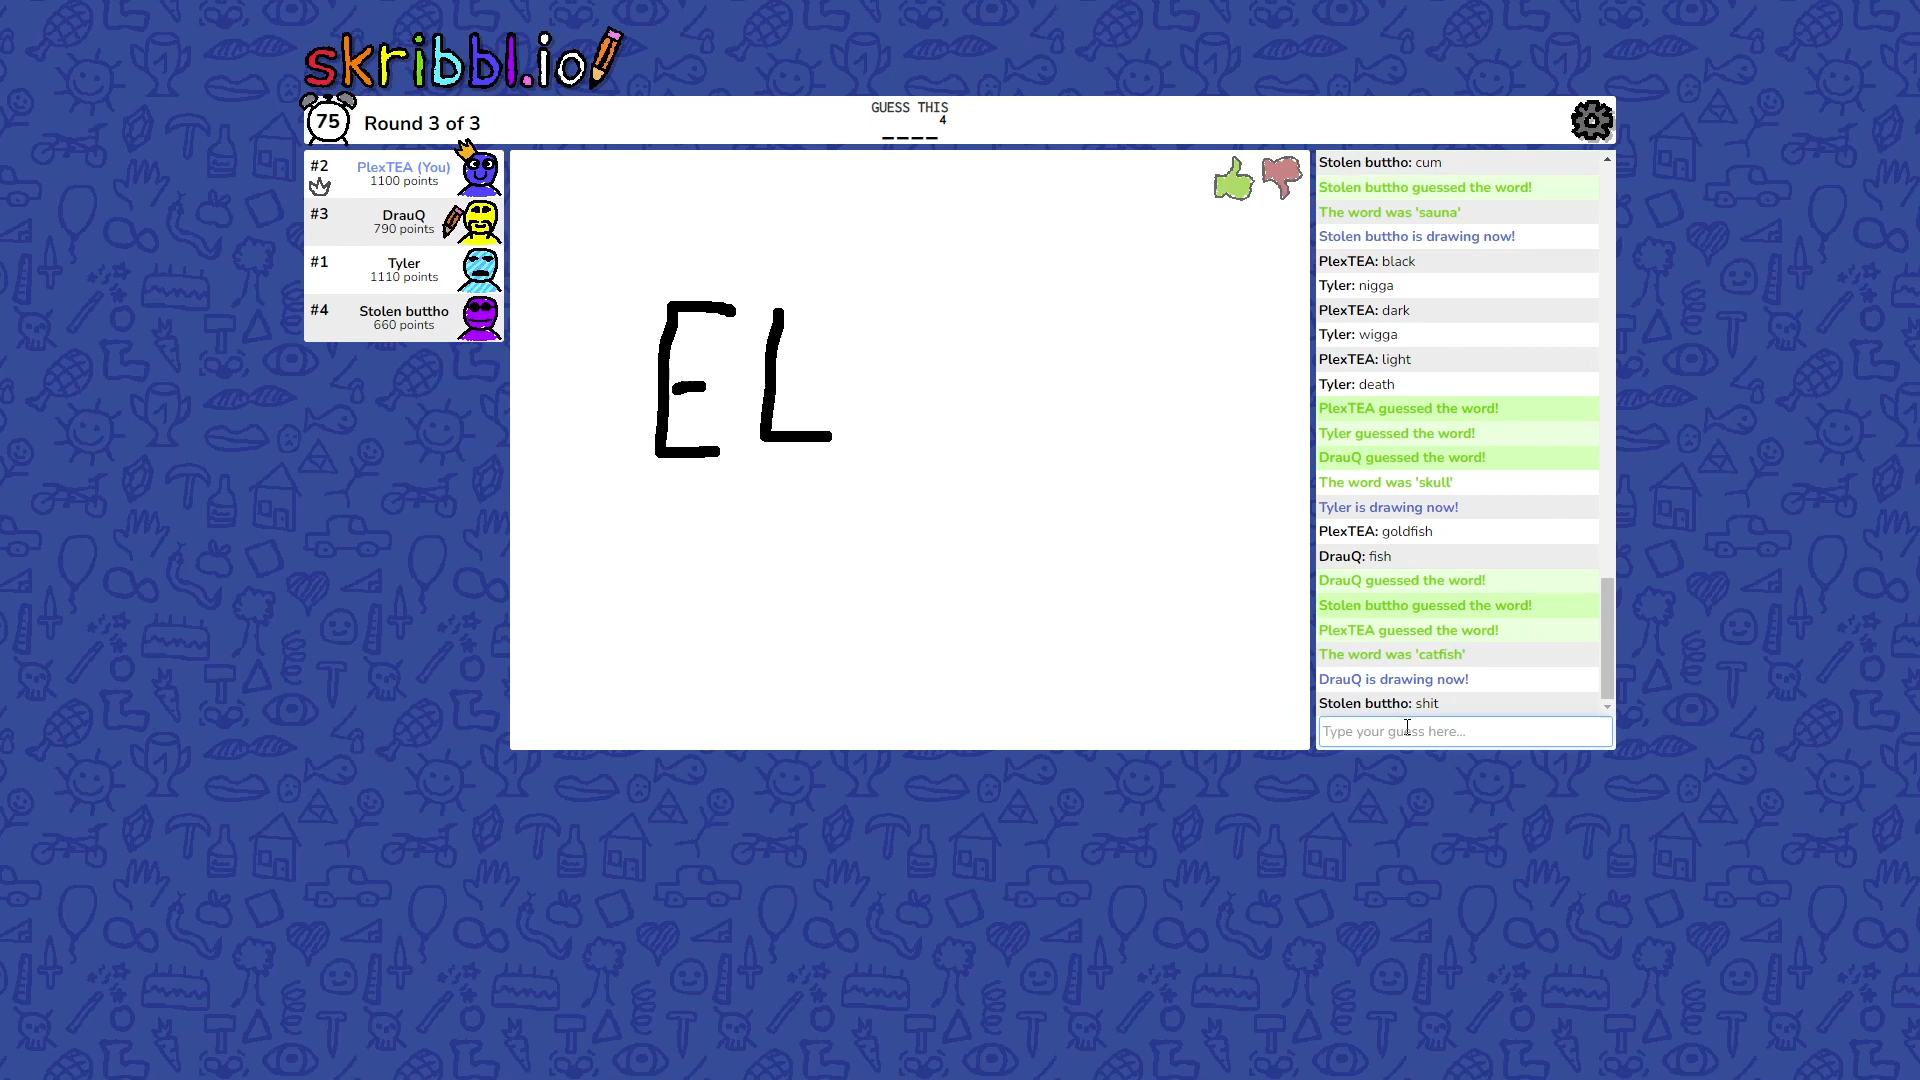 skribbl.io
75
Round 3 of 3
GUESS THIS
4
____
#2
PlexTEA (You)
1100 points
#3
DrauQ
790 points
#1
Tyler
1110 points
#4
Stolen buttho
660 points
EL
Stolen buttho: cum
Stolen buttho guessed the word!
The word was 'sauna'
Stolen buttho is drawing now!
PlexTEA: black
Tyler: nigga
PlexTEA: dark
Tyler: wigga
PlexTEA: light
Tyler: death
PlexTEA guessed the word!
Tyler guessed the word!
DrauQ guessed the word!
The word was 'skull'
Tyler is drawing now!
PlexTEA: goldfish
DrauQ: fish
DrauQ guessed the word!
Stolen buttho guessed the word!
PlexTEA guessed the word!
The word was 'catfish'
DrauQ is drawing now!
Stolen buttho: shit
Type your guess here...